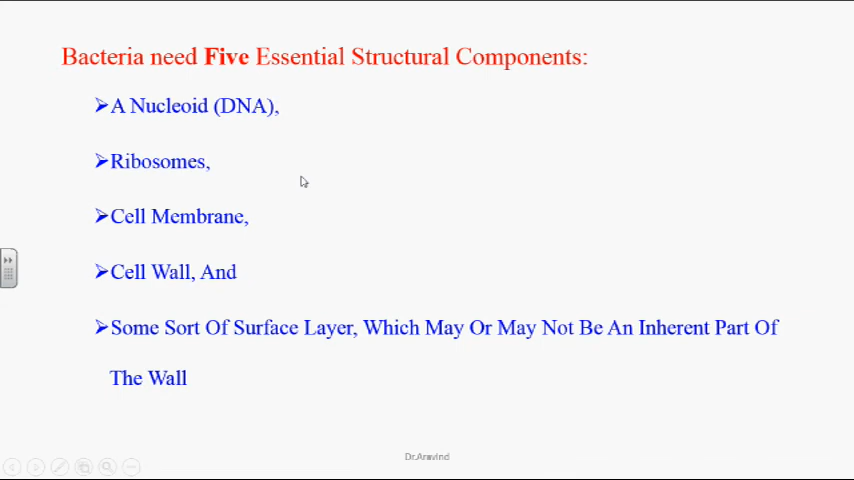 Bacteria need Five Essential Structural Components:
➢A Nucleoid (DNA),
➢Ribosomes,
➢Cell Membrane,
➢Cell Wall, And
➢Some Sort Of Surface Layer, Which May Or May Not Be An Inherent Part Of
The Wall
Dr.Aravind